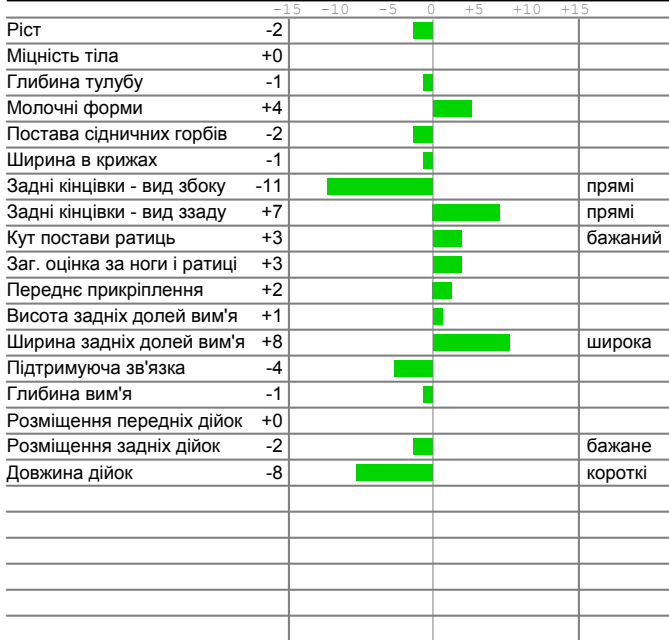 -15 -10 -5 0 +5 +10 +15
Ріст -2
Міцність тіла +0
Глибина тулубу -1
Молочні форми +4
Постава сідничних горбів -2
Ширина в крижах -1
Задні кінцівки - вид збоку -11 прямі
Задні кінцівки - вид ззаду +7 прямі
Кут постави ратиць +3 бажаний
Заг. оцінка за ноги і ратиці +3
Переднє прикріплення +2
Висота задніх долей вим'я +1
Ширина задніх долей вим'я +8 широка
Підтримуюча зв'язка -4
Глибина вим'я -1
Розміщення передніх дійок +0
Розміщення задніх дійок -2 бажане
Довжина дійок -8 короткі